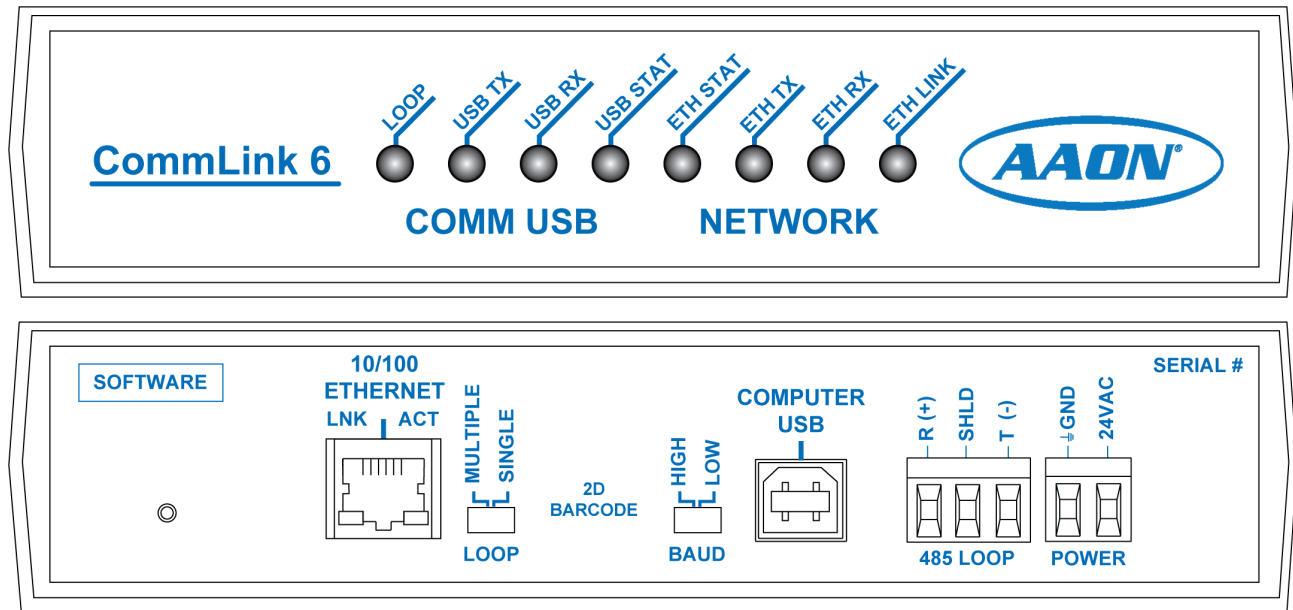 LOOP
USB TX
USB RX
USB STAT
ETH STAT
ETH TX
ETH RX
ETH LINK
CommLink 6
AAON®
COMM USB
NETWORK
SOFTWARE
10/100
ETHERNET
LNK ACT
MULTIPLE
SINGLE
LOOP
2D
BARCODE
HIGH
LOW
BAUD
COMPUTER
USB
R (+)
SHLD
T (-)
485 LOOP
GND
24VAC
POWER
SERIAL #